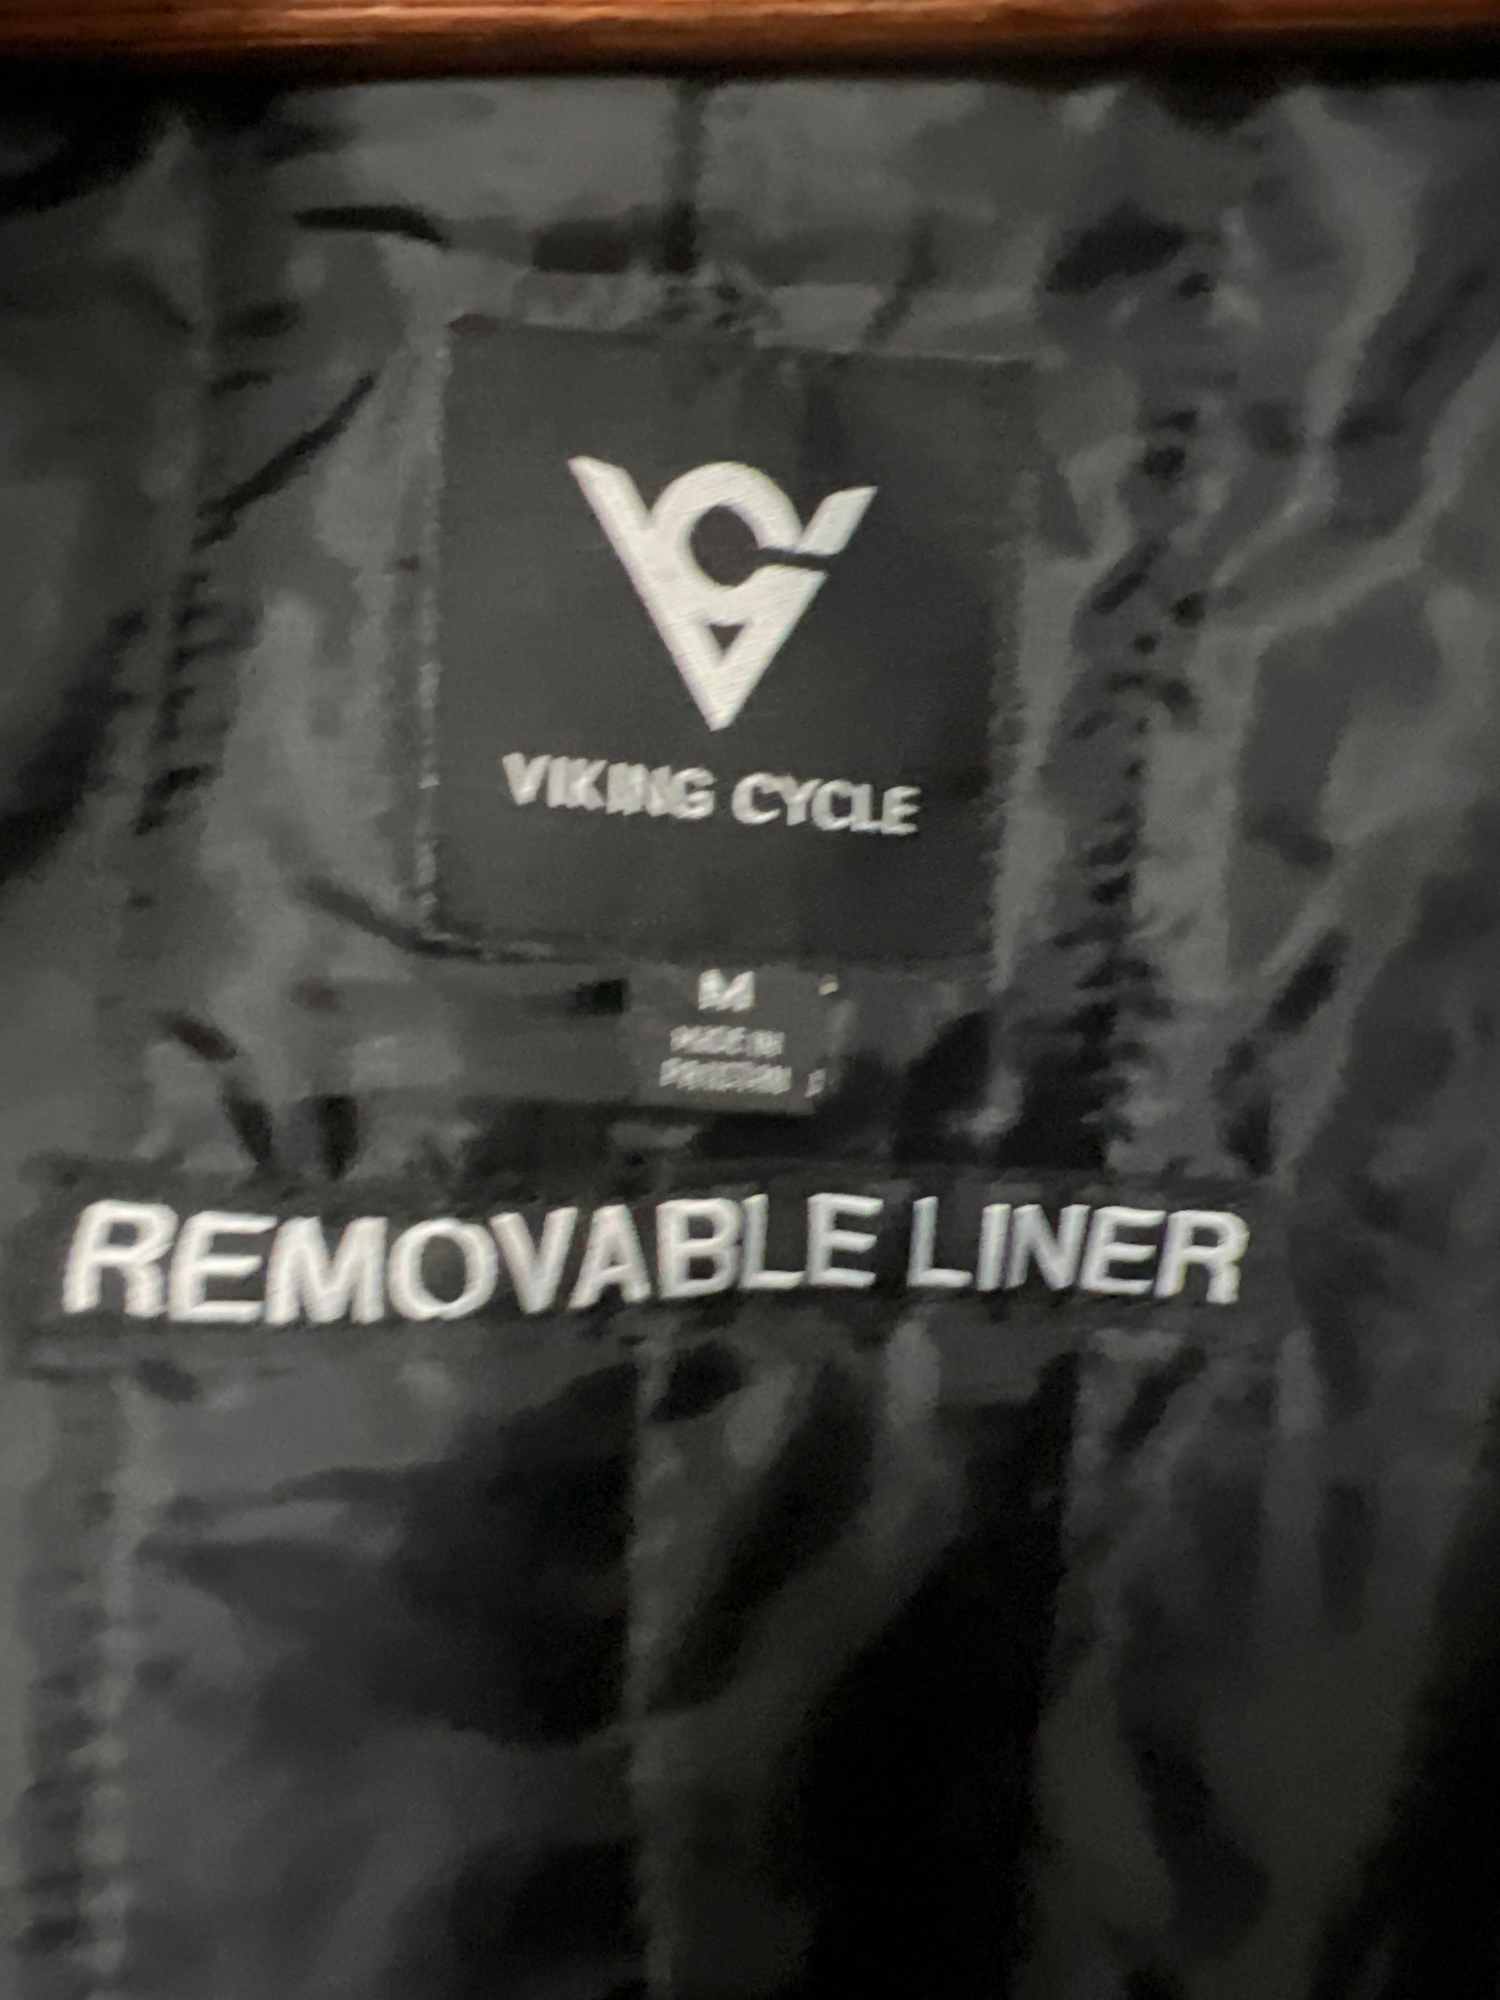 VIKING CYCLE
M
MADE IN
PAKISTAN
REMOVABLE LINER